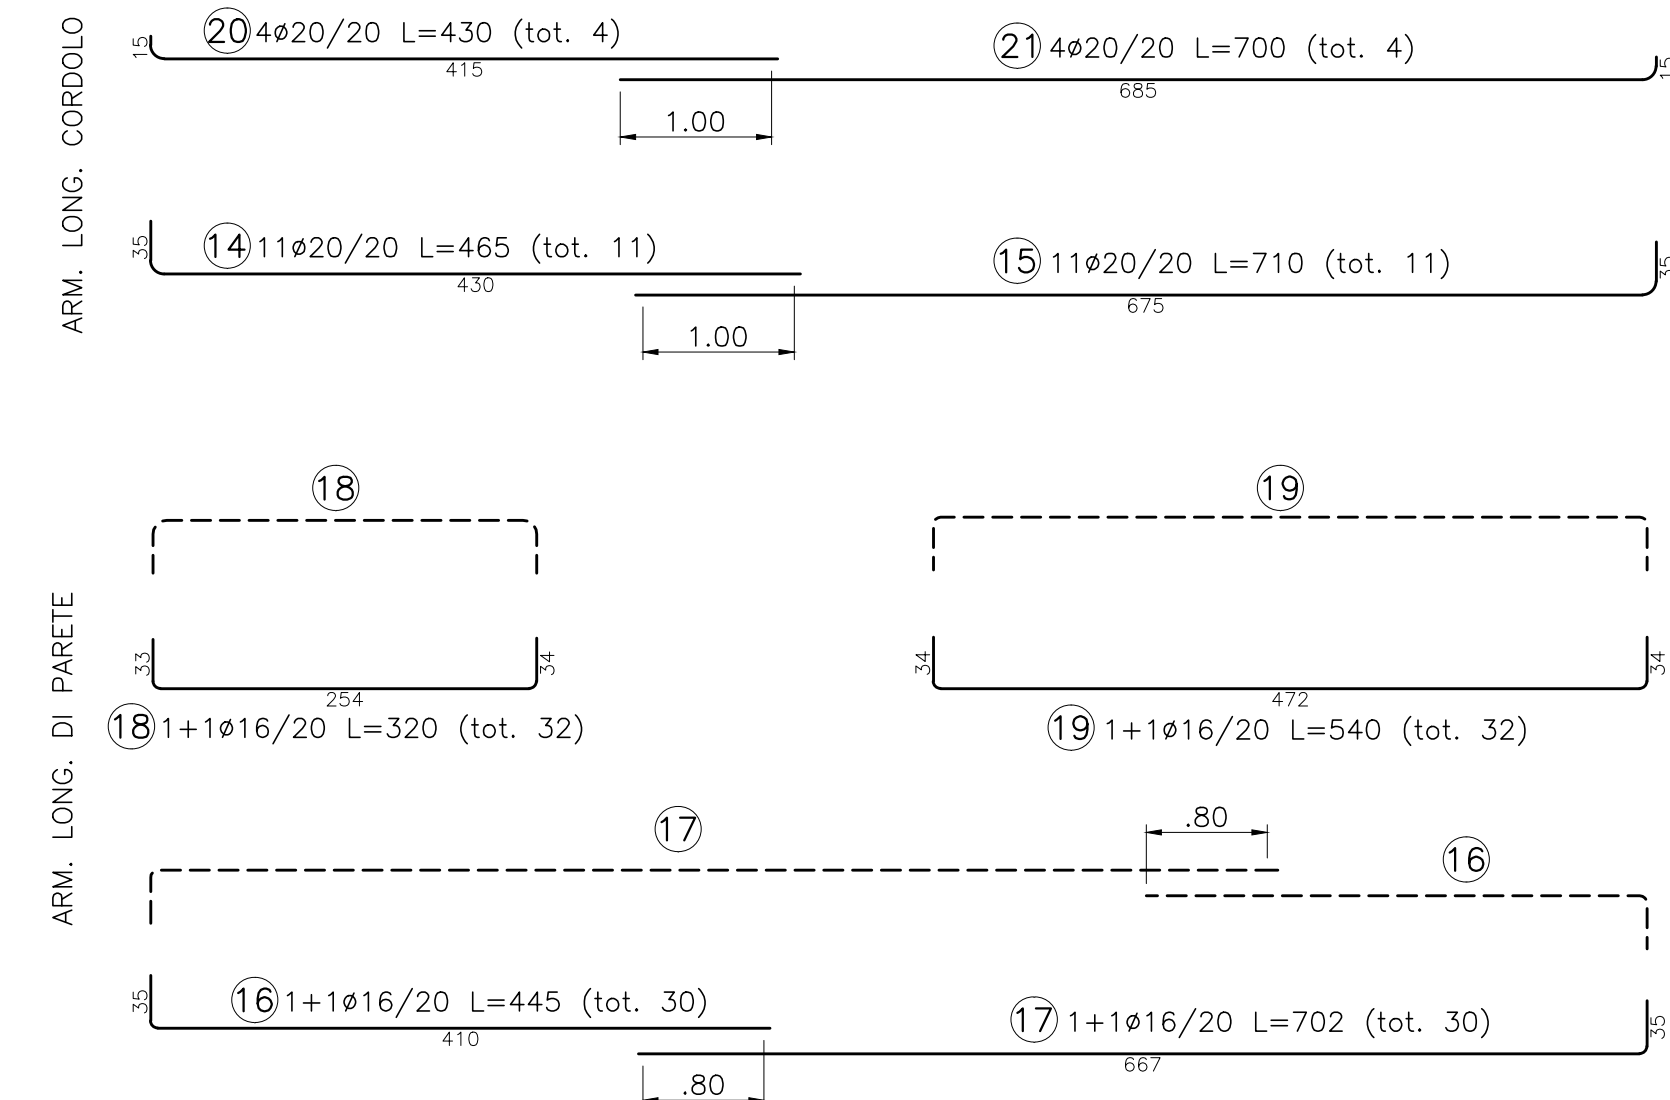 ARM. LONG. CORDOLO
15
20 4ø20/20 L=430 (tot. 4)
415
21 4ø20/20 L=700 (tot. 4)
685
15
1.00
35
14 11ø20/20 L=465 (tot. 11)
430
15 11ø20/20 L=710 (tot. 11)
675
35
1.00
ARM. LONG. DI PARETE
18
19
33
254
34
34
472
34
18 1+1ø16/20 L=320 (tot. 32)
19 1+1ø16/20 L=540 (tot. 32)
17
.80
16
35
16 1+1ø16/20 L=445 (tot. 30)
410
17 1+1ø16/20 L=702 (tot. 30)
667
35
.80